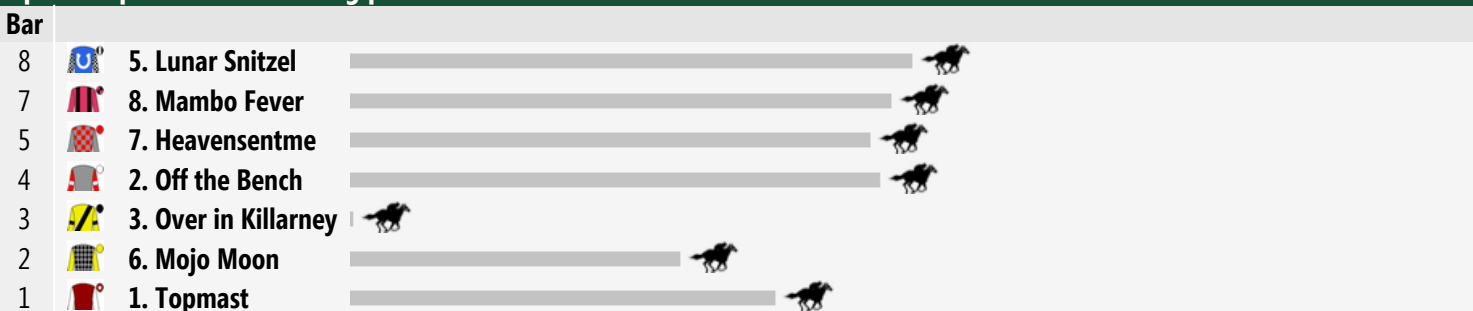 Bar
8 5. Lunar Snitzel
7 8. Mambo Fever
5 7. Heavensentme
4 2. Off the Bench
3 3. Over in Killarney
2 6. Mojo Moon
1 1. Topmast